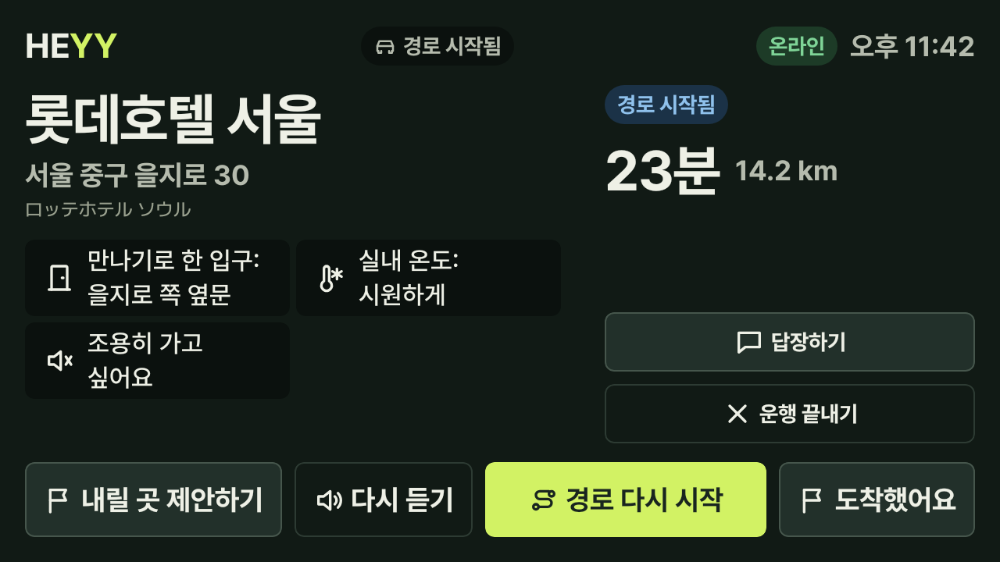 HEYY
경로 시작됨
온라인
오후 11:42
롯데호텔 서울
서울 중구 을지로 30
ロッテホテル ソウル
경로 시작됨
23분 14.2 km
만나기로 한 입구:
을지로 쪽 옆문
실내 온도:
시원하게
조용히 가고
싶어요
답장하기
운행 끝내기
내릴 곳 제안하기
다시 듣기
경로 다시 시작
도착했어요